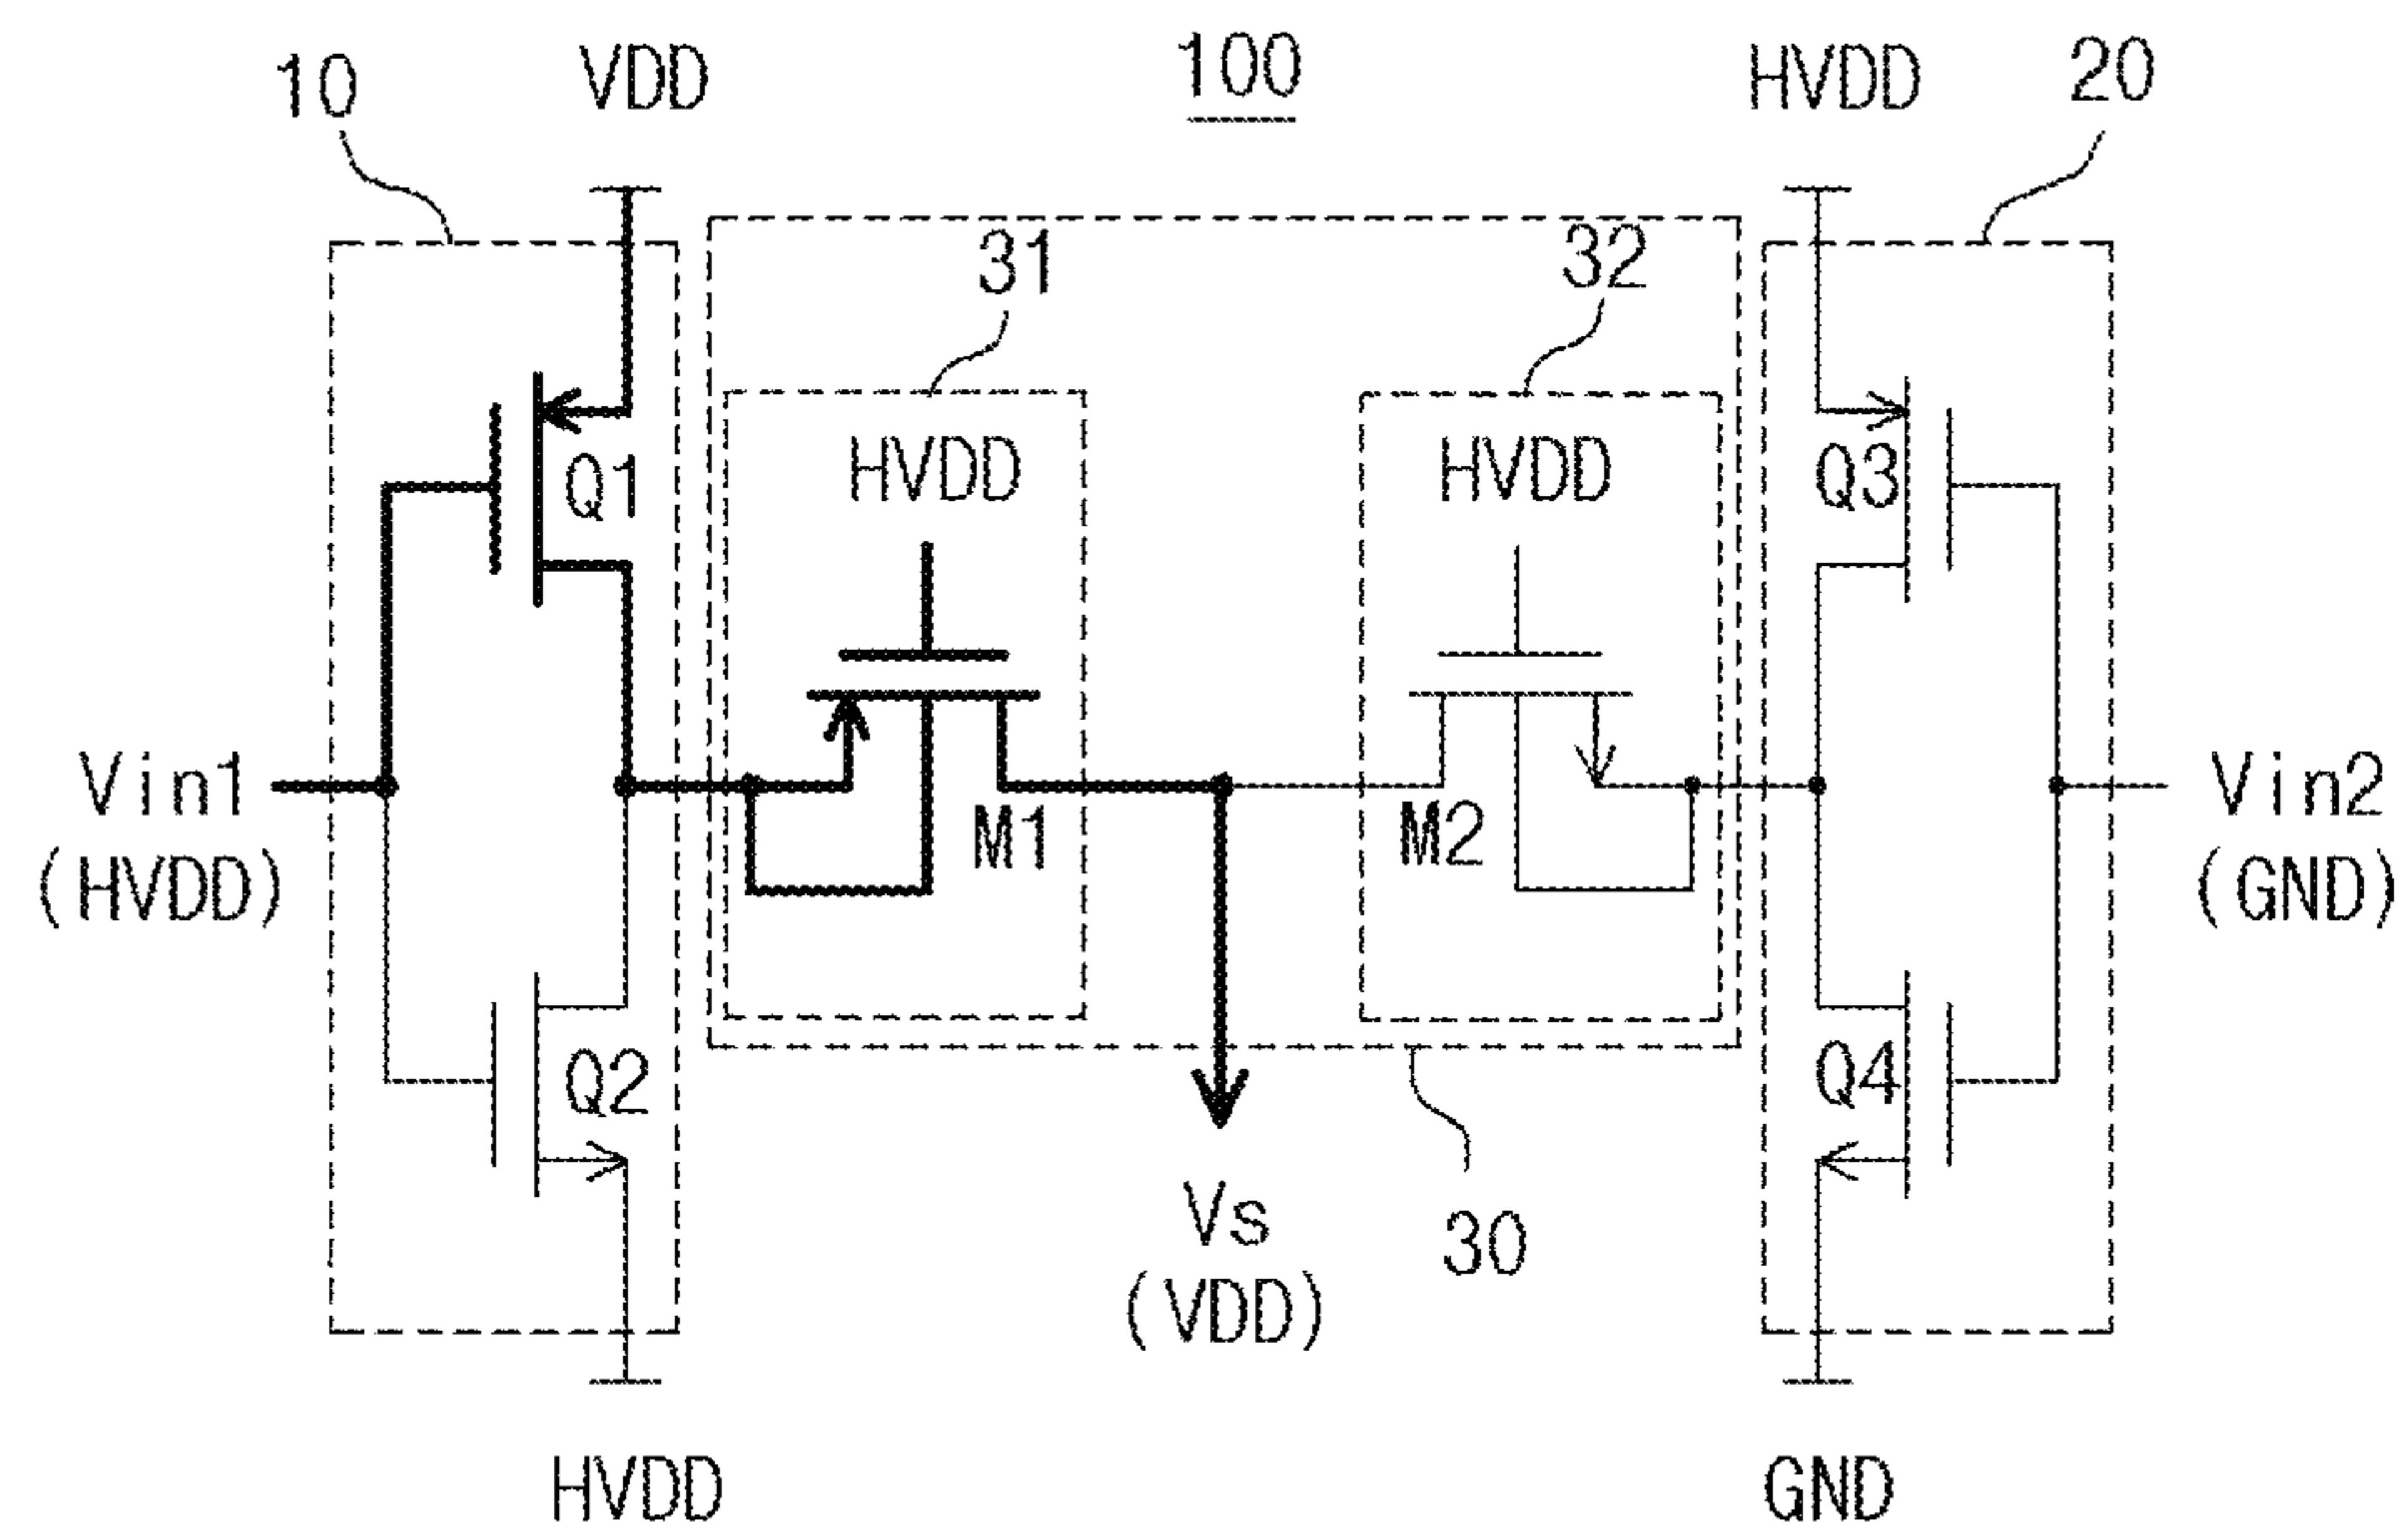 10
VDD
100
HVDD
20
31
32
HVDD
HVDD
Q1
Q3
Vin1
(HVDD)
M1
M2
Vin2
(GND)
Q2
Q4
Vs
(VDD)
30
HVDD
GND